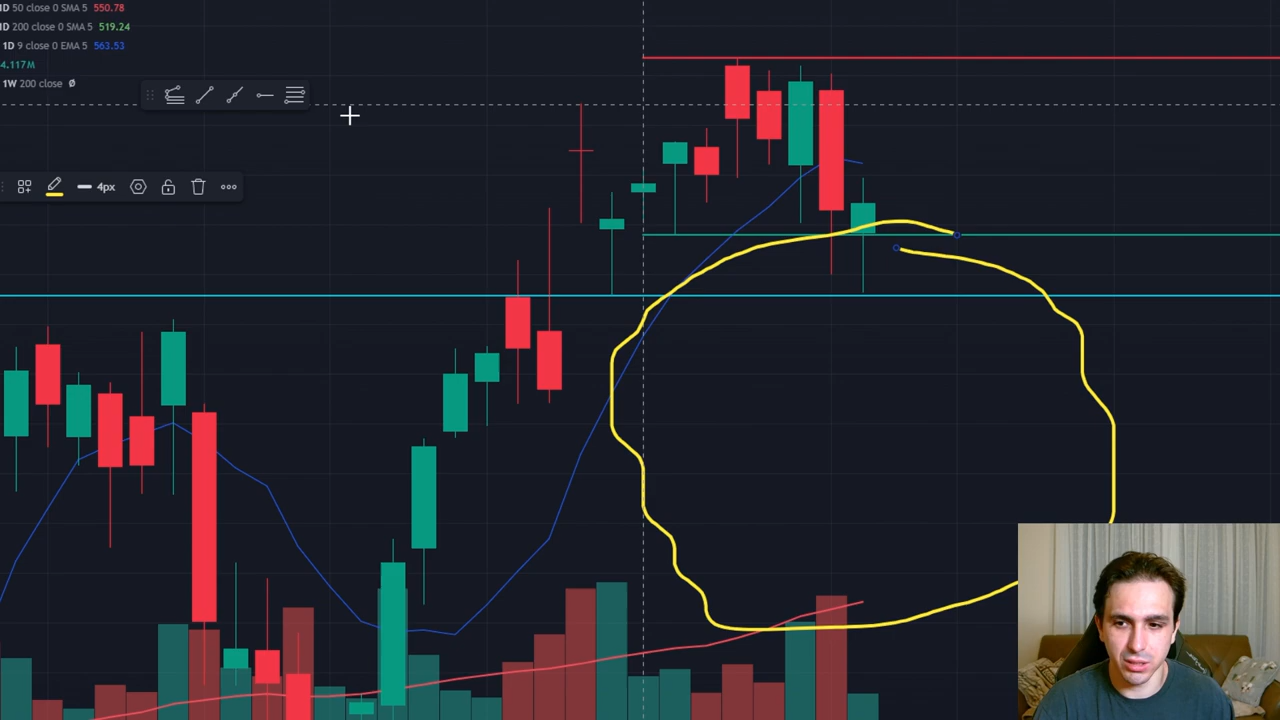 1D 50 close 0 SMA 5 550.78
1D 200 close 0 SMA 5 519.24
1D 9 close 0 EMA 5 563.53
4.117M
1W 200 close Ø
4px